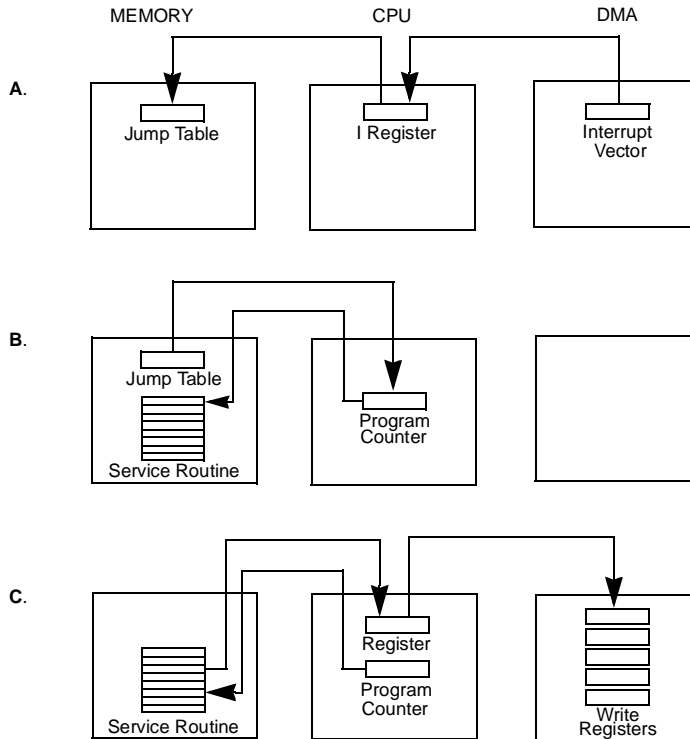 MEMORY CPU DMA
A.
Jump Table I Register Interrupt
Vector
B.
Jump Table
Program
Counter
Service Routine
C.
Register
Program
Counter
Service Routine
Write
Registers